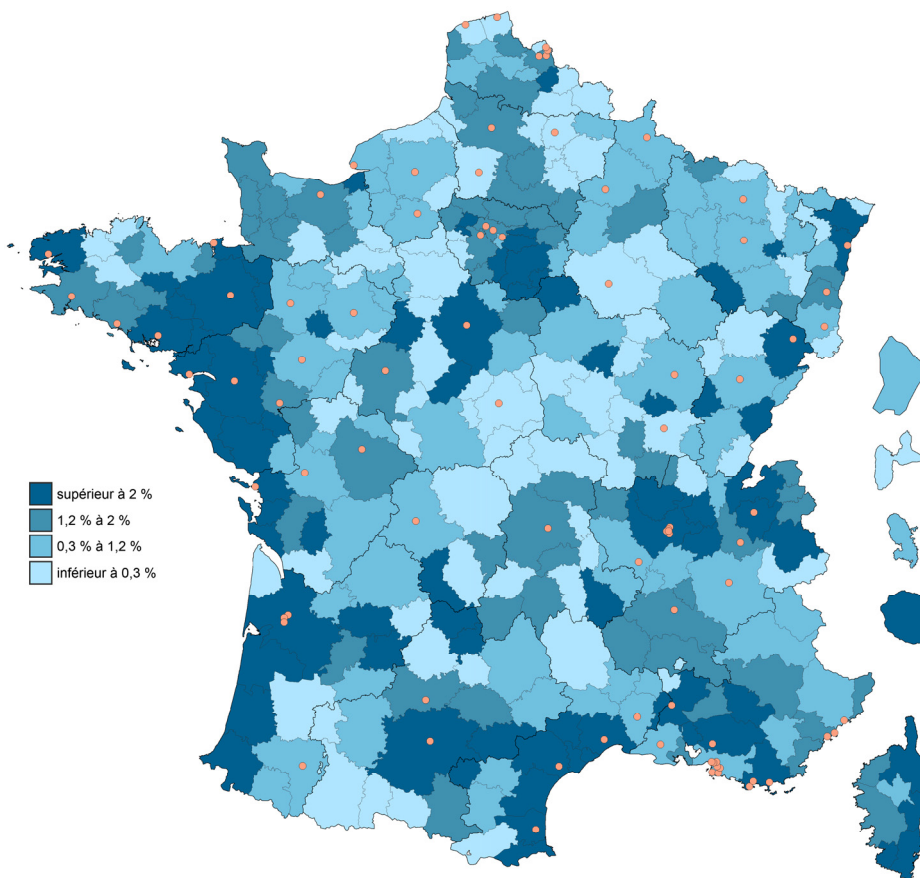 supérieur à 2 %
1,2 % à 2 %
0,3 % à 1,2 %
inférieur à 0,3 %